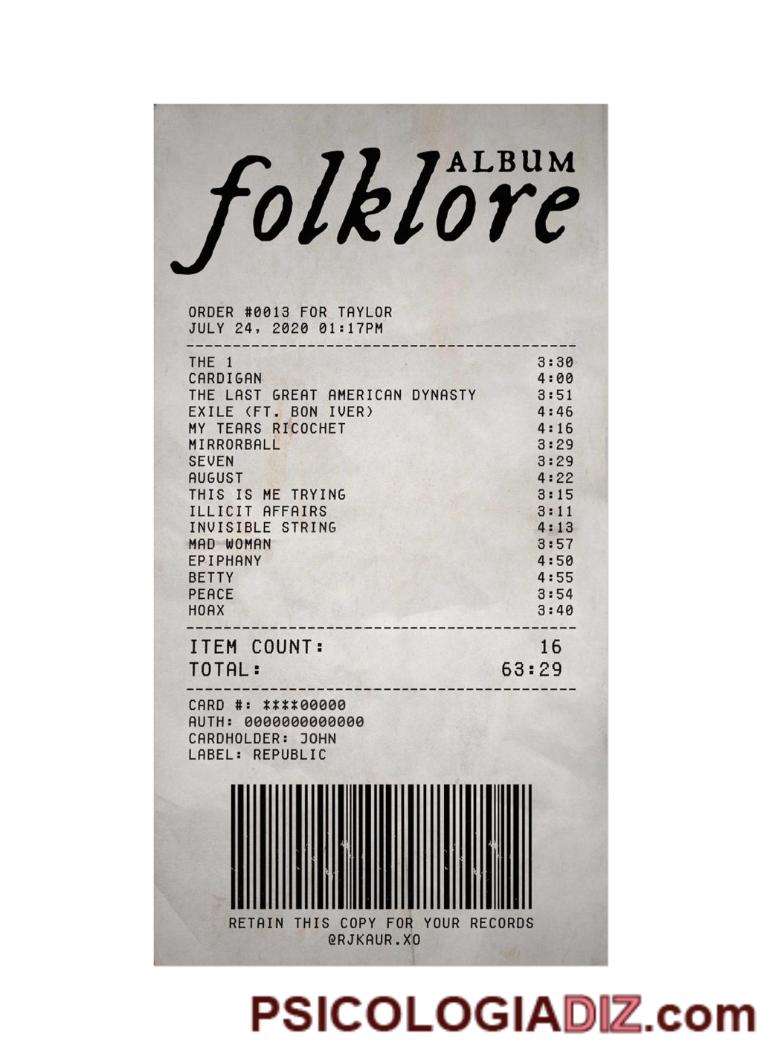 ALBUM
folklore
ORDER #0013 FOR TAYLOR
JULY 24, 2020 01:17PM
THE 1 3:30
CARDIGAN 4:00
THE LAST GREAT AMERICAN DYNASTY 3:51
EXILE (FT. BON IVER) 4:46
MY TEARS RICOCHET 4:16
MIRRORBALL 3:29
SEVEN 3:29
AUGUST 4:22
THIS IS ME TRYING 3:15
ILLICIT AFFAIRS 3:11
INVISIBLE STRING 4:13
MAD WOMAN 3:57
EPIPHANY 4:50
BETTY 4:55
PEACE 3:54
HOAX 3:40
ITEM COUNT: 16
TOTAL: 63:29
CARD #: ****00000
AUTH: 0000000000000
CARDHOLDER: JOHN
LABEL: REPUBLIC
RETAIN THIS COPY FOR YOUR RECORDS
@RJKAUR.XO
PSICOLOGIADIZ.com